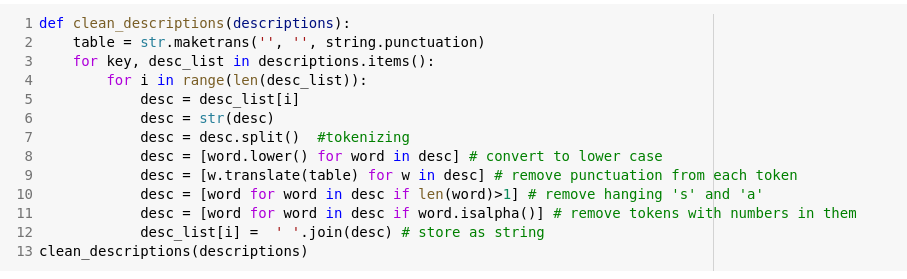 1 def clean_descriptions(descriptions):
2     table = str.maketrans('', '', string.punctuation)
3     for key, desc_list in descriptions.items():
4         for i in range(len(desc_list)):
5             desc = desc_list[i]
6             desc = str(desc)
7             desc = desc.split()  #tokenizing
8             desc = [word.lower() for word in desc] # convert to lower case
9             desc = [w.translate(table) for w in desc] # remove punctuation from each token
10             desc = [word for word in desc if len(word)>1] # remove hanging 's' and 'a'
11             desc = [word for word in desc if word.isalpha()] # remove tokens with numbers in them
12             desc_list[i] =  ' '.join(desc) # store as string
13 clean_descriptions(descriptions)